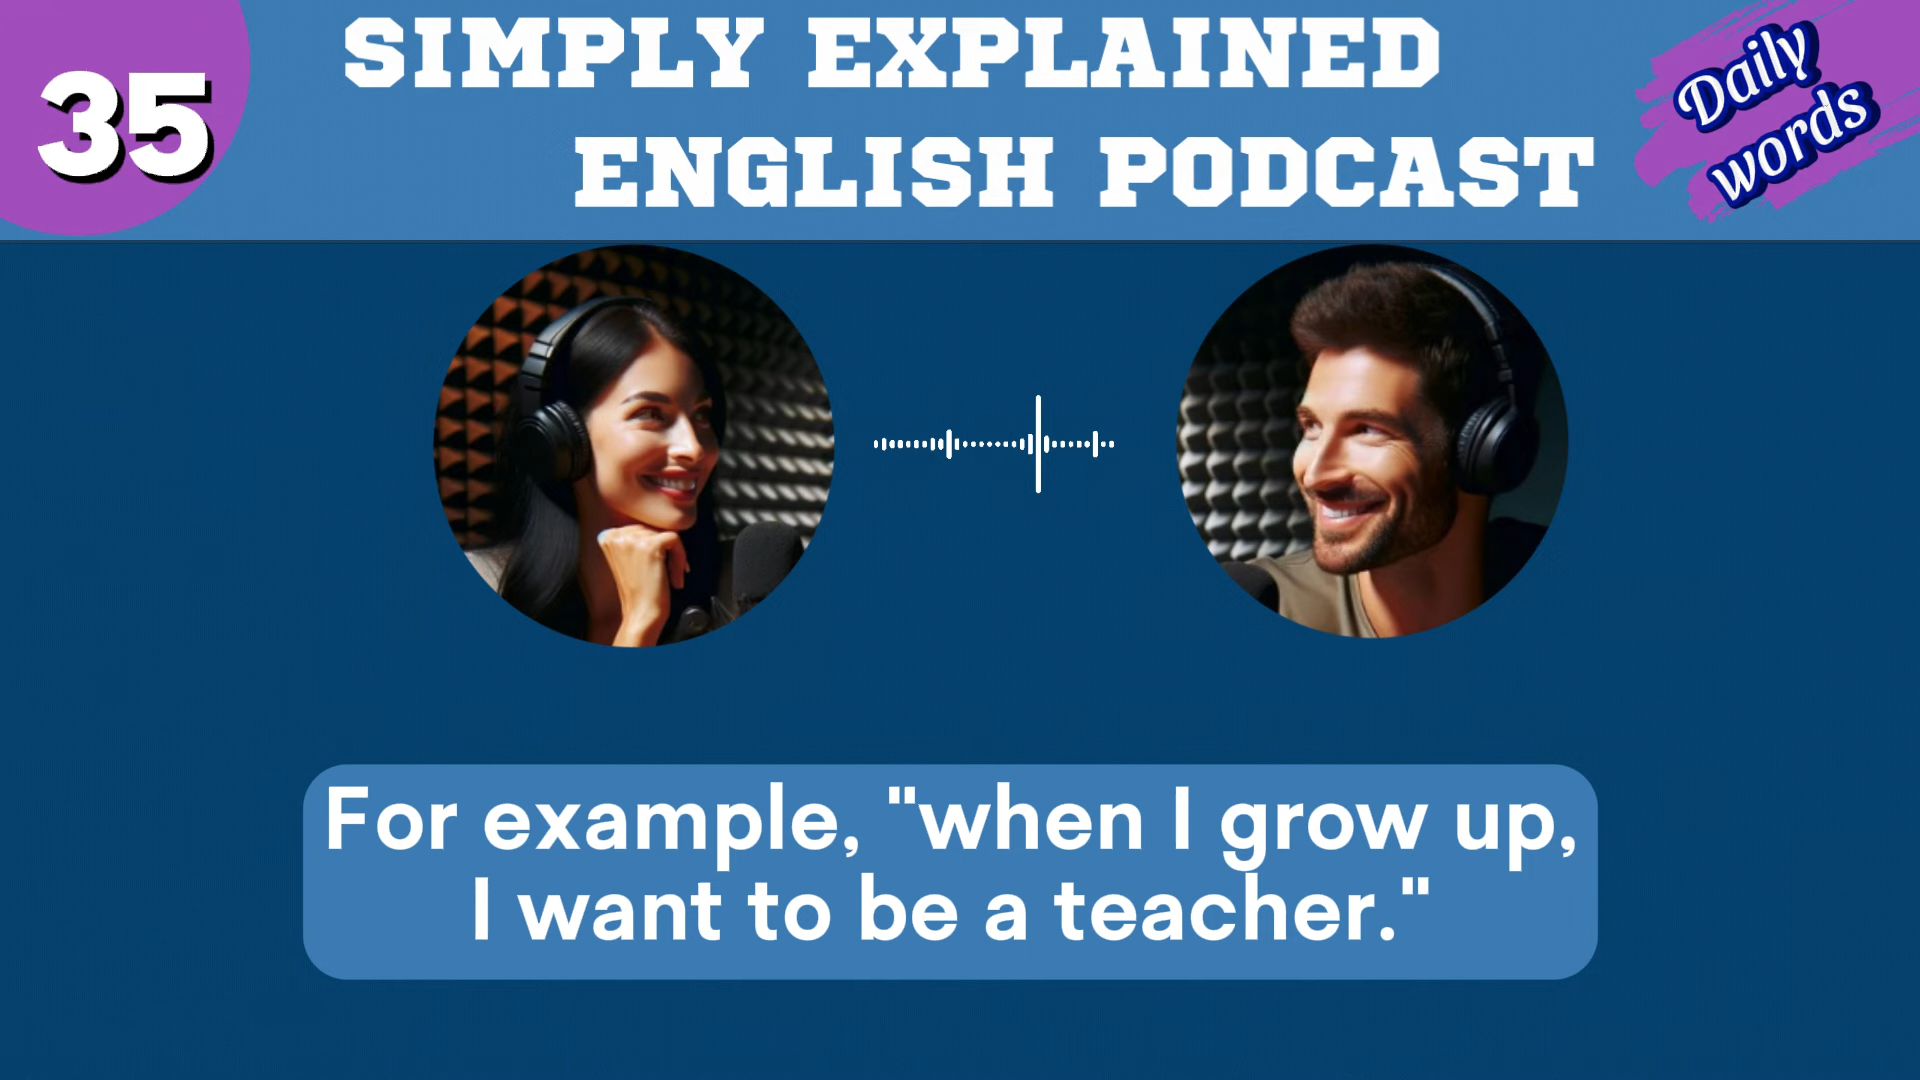 35
SIMPLY EXPLAINED
ENGLISH PODCAST
Daily
words
For example, "when I grow up,
I want to be a teacher."